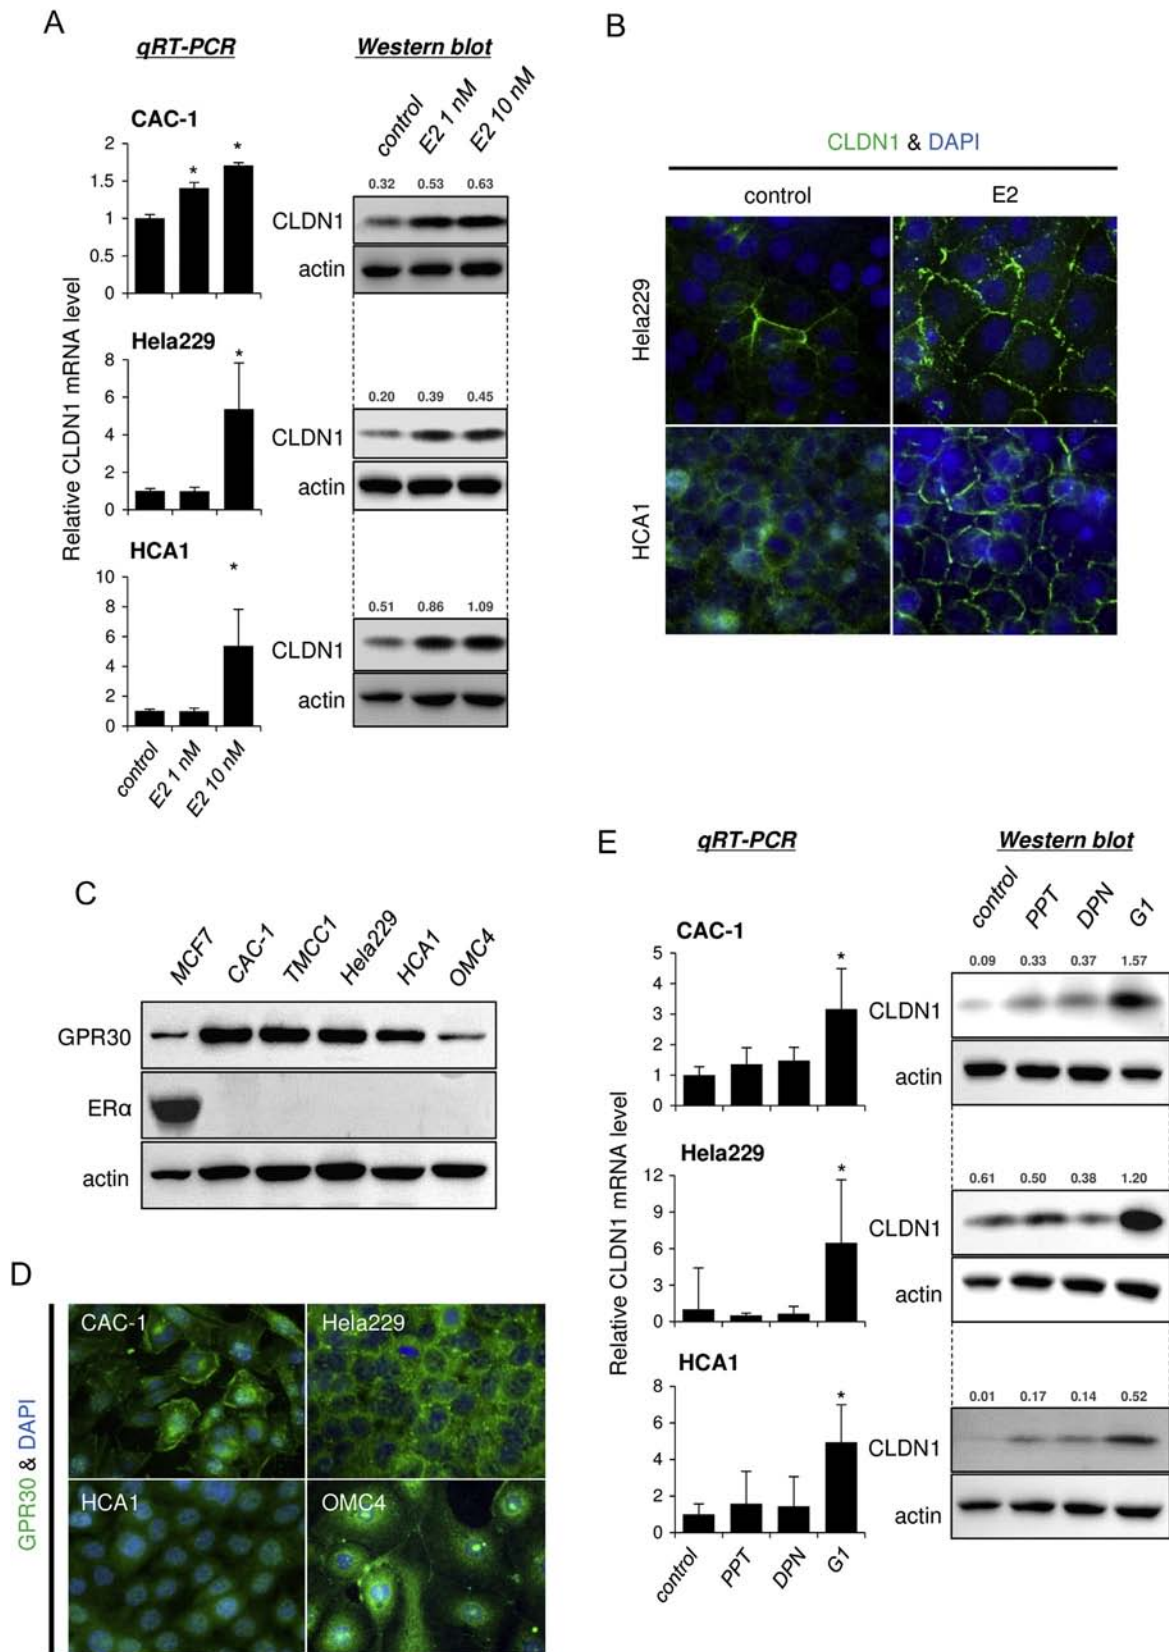 A
qRT-PCR
Western blot
control
E2 1 nM
E2 10 nM
Relative CLDN1 mRNA level
CAC-1
2
1.5
1
0.5
0
* *
0.32 0.53 0.63
CLDN1
actin
Hela229
8
6
4
2
0
*
0.20 0.39 0.45
CLDN1
actin
HCA1
10
8
6
4
2
0
*
0.51 0.86 1.09
CLDN1
actin
control
E2 1 nM
E2 10 nM
B
CLDN1 & DAPI
control E2
Hela229
HCA1
C
MCF7
CAC-1
TMCC1
Hela229
HCA1
OMC4
GPR30
ERα
actin
D
GPR30 & DAPI
CAC-1 Hela229
HCA1 OMC4
E
qRT-PCR
Western blot
control
PPT
DPN
G1
Relative CLDN1 mRNA level
CAC-1
5
4
3
2
1
0
*
0.09 0.33 0.37 1.57
CLDN1
actin
Hela229
12
9
6
3
0
*
0.61 0.50 0.38 1.20
CLDN1
actin
HCA1
8
6
4
2
0
*
0.01 0.17 0.14 0.52
CLDN1
actin
control
PPT
DPN
G1